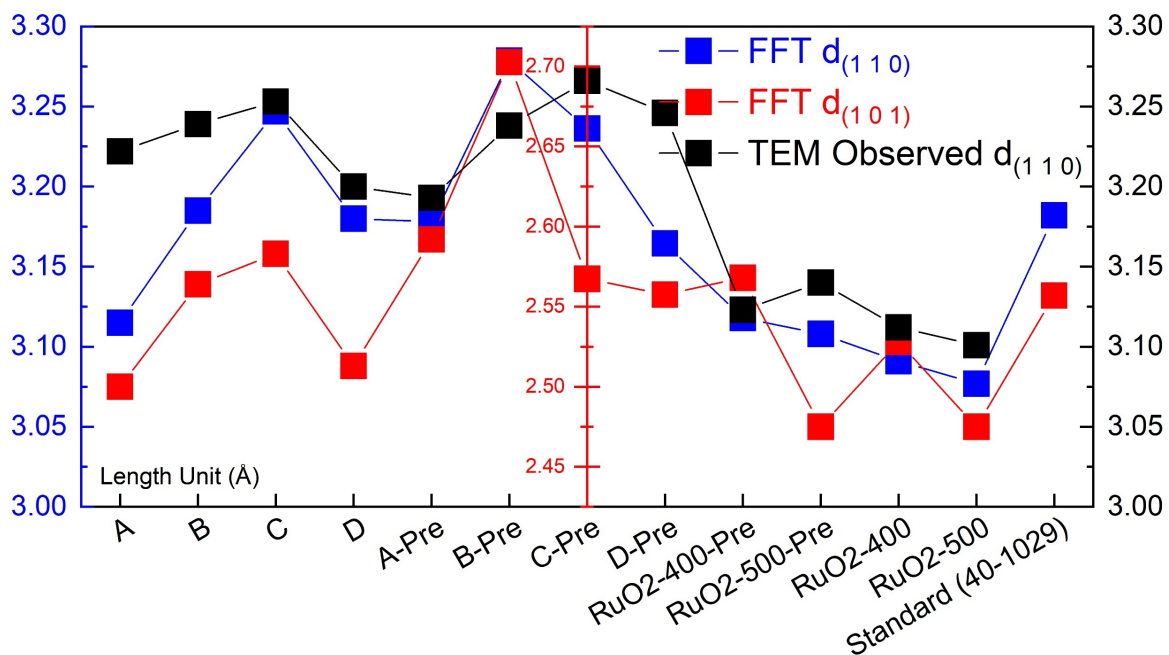 3.30
3.25
3.20
3.15
3.10
3.05
3.00
2.70
2.65
2.60
2.55
2.50
2.45
3.30
3.25
3.20
3.15
3.10
3.05
3.00
FFT d(1 1 0)
FFT d(1 0 1)
TEM Observed d(1 1 0)
Length Unit (Å)
A
B
C
D
A-Pre
B-Pre
C-Pre
D-Pre
RuO2-400-Pre
RuO2-500-Pre
RuO2-400
RuO2-500
Standard (40-1029)